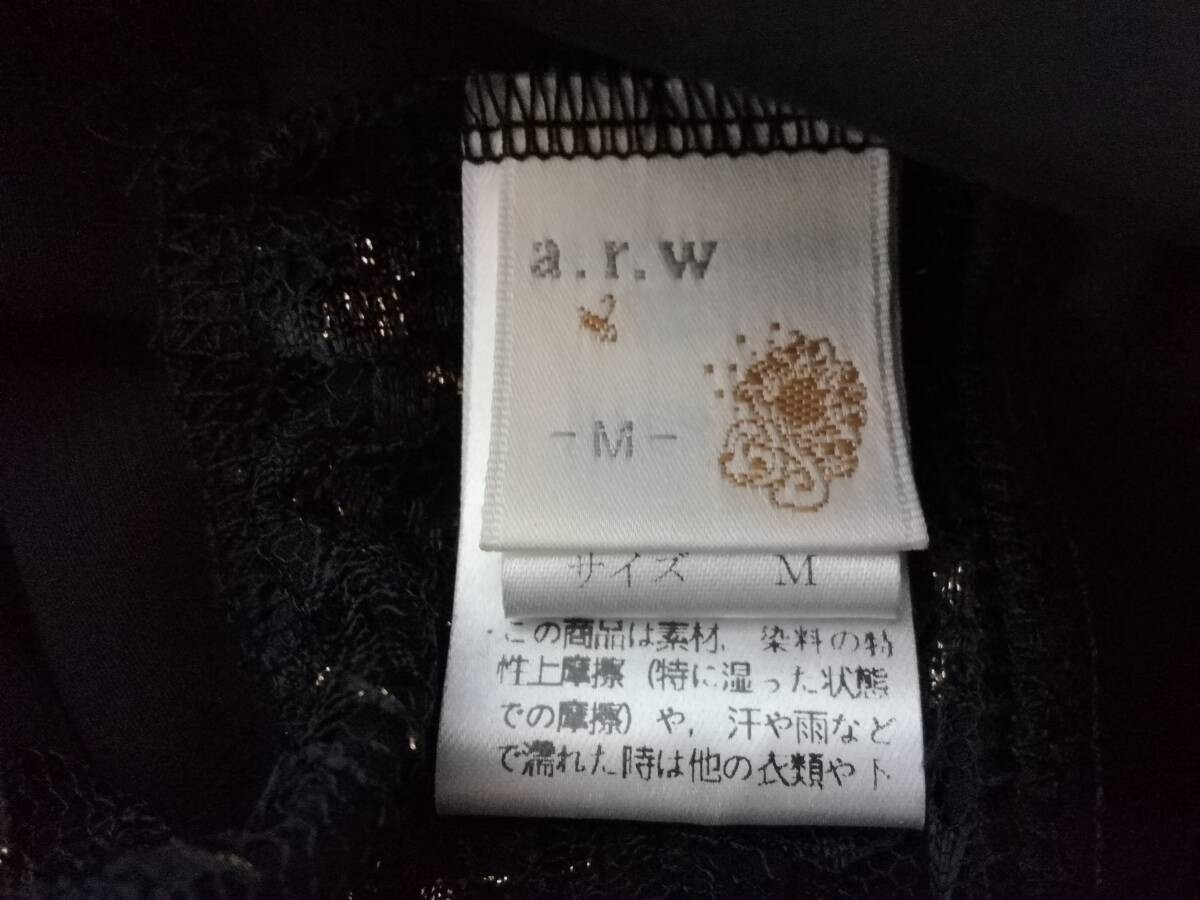 a.r.w
-M-
サイズ M
この商品は素材、染料の特
性上摩擦（特に湿った状態
での摩擦）や、汗や雨など
で濡れた時は他の衣類やト